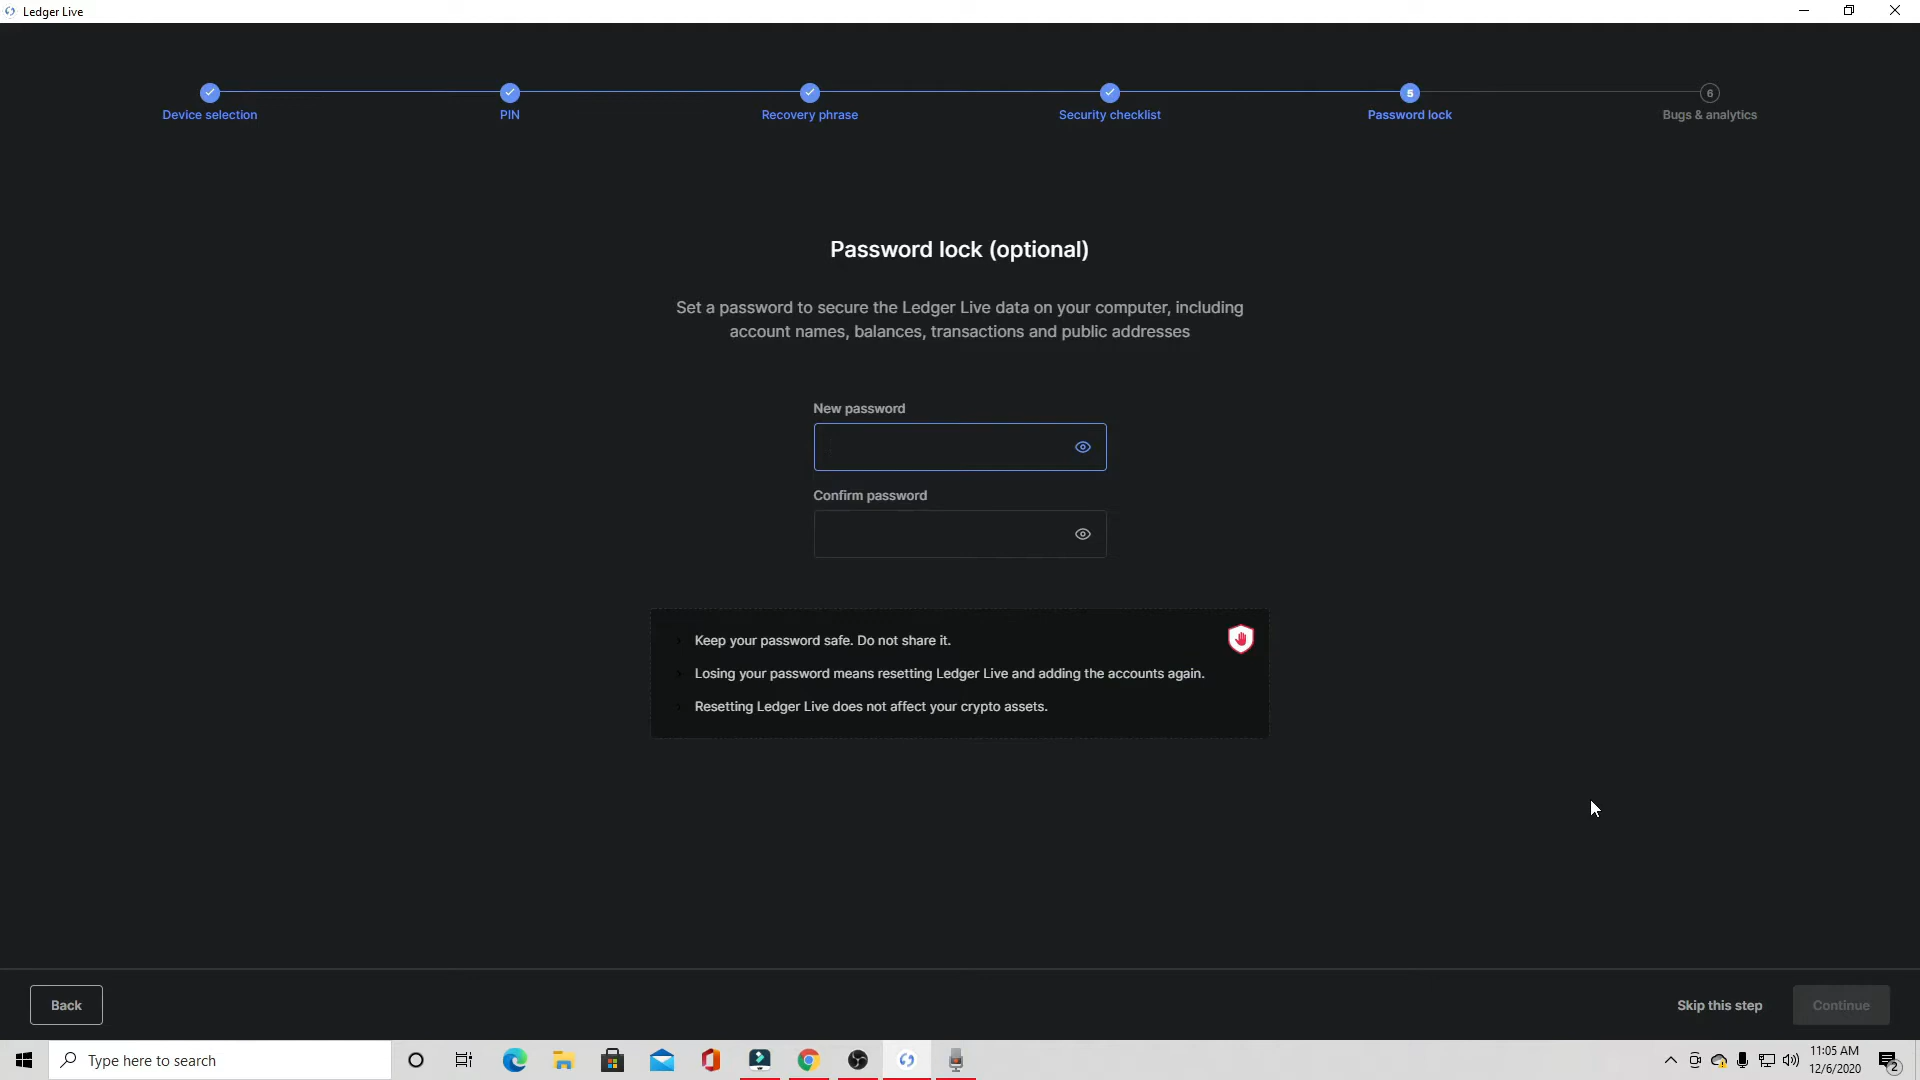 Ledger Live
5
6
Device selection
PIN
Recovery phrase
Security checklist
Password lock
Bugs & analytics
Password lock (optional)
Set a password to secure the Ledger Live data on your computer, including
account names, balances, transactions and public addresses
New password
Confirm password
Keep your password safe. Do not share it.
Losing your password means resetting Ledger Live and adding the accounts again.
Resetting Ledger Live does not affect your crypto assets.
Back
Skip this step
Continue
Type here to search
11:05 AM
12/6/2020
2